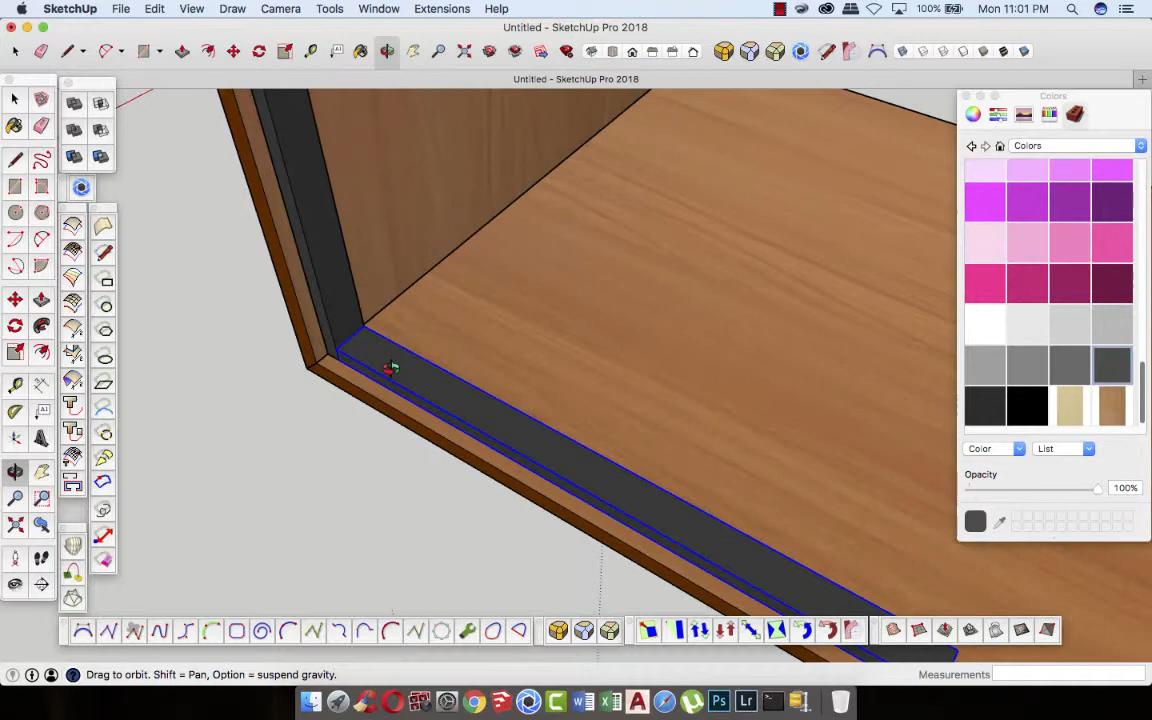 SketchUp File Edit View Draw Camera Tools Window Extensions Help 100% Mon 11:01 PM
Untitled - SketchUp Pro 2018
Untitled - SketchUp Pro 2018
Colors
Colors
Color List
Opacity
100%
Drag to orbit. Shift = Pan, Option = suspend gravity.
Measurements
Ps Lr